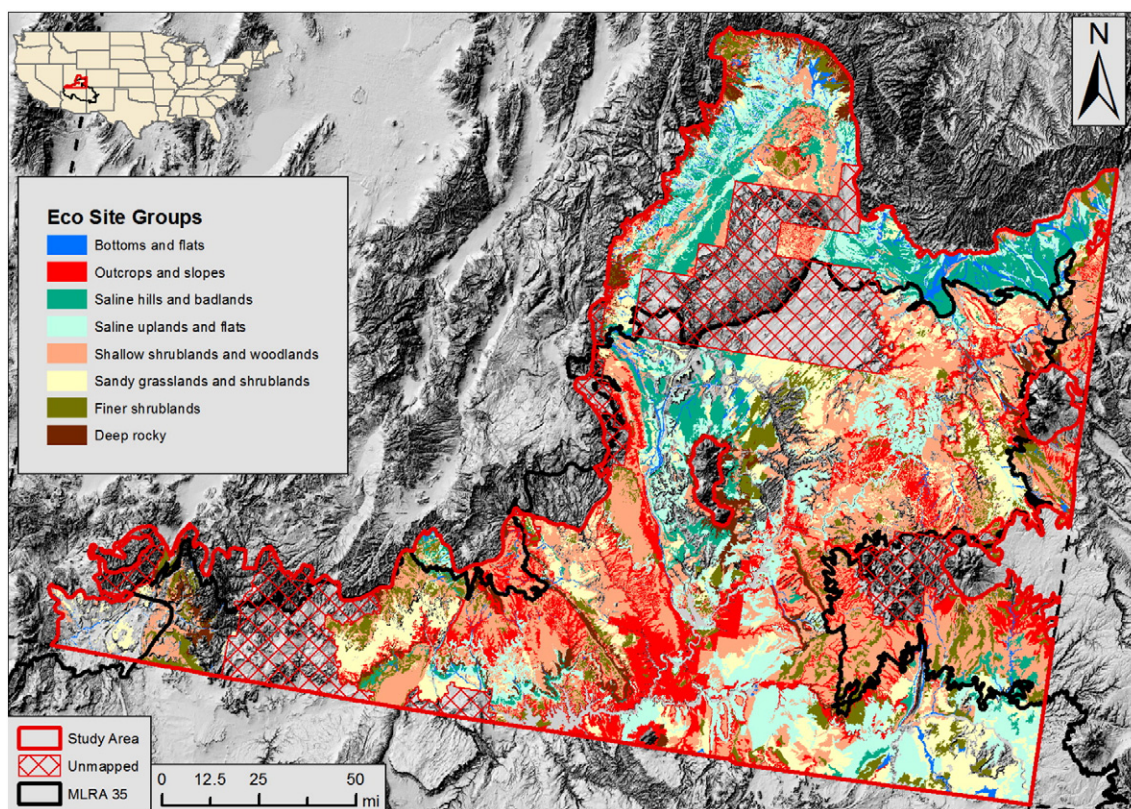 N
Eco Site Groups
Bottoms and flats
Outcrops and slopes
Saline hills and badlands
Saline uplands and flats
Shallow shrublands and woodlands
Sandy grasslands and shrublands
Finer shrublands
Deep rocky
Study Area
Unmapped
MLRA 35
0 12.5 25 50
mi